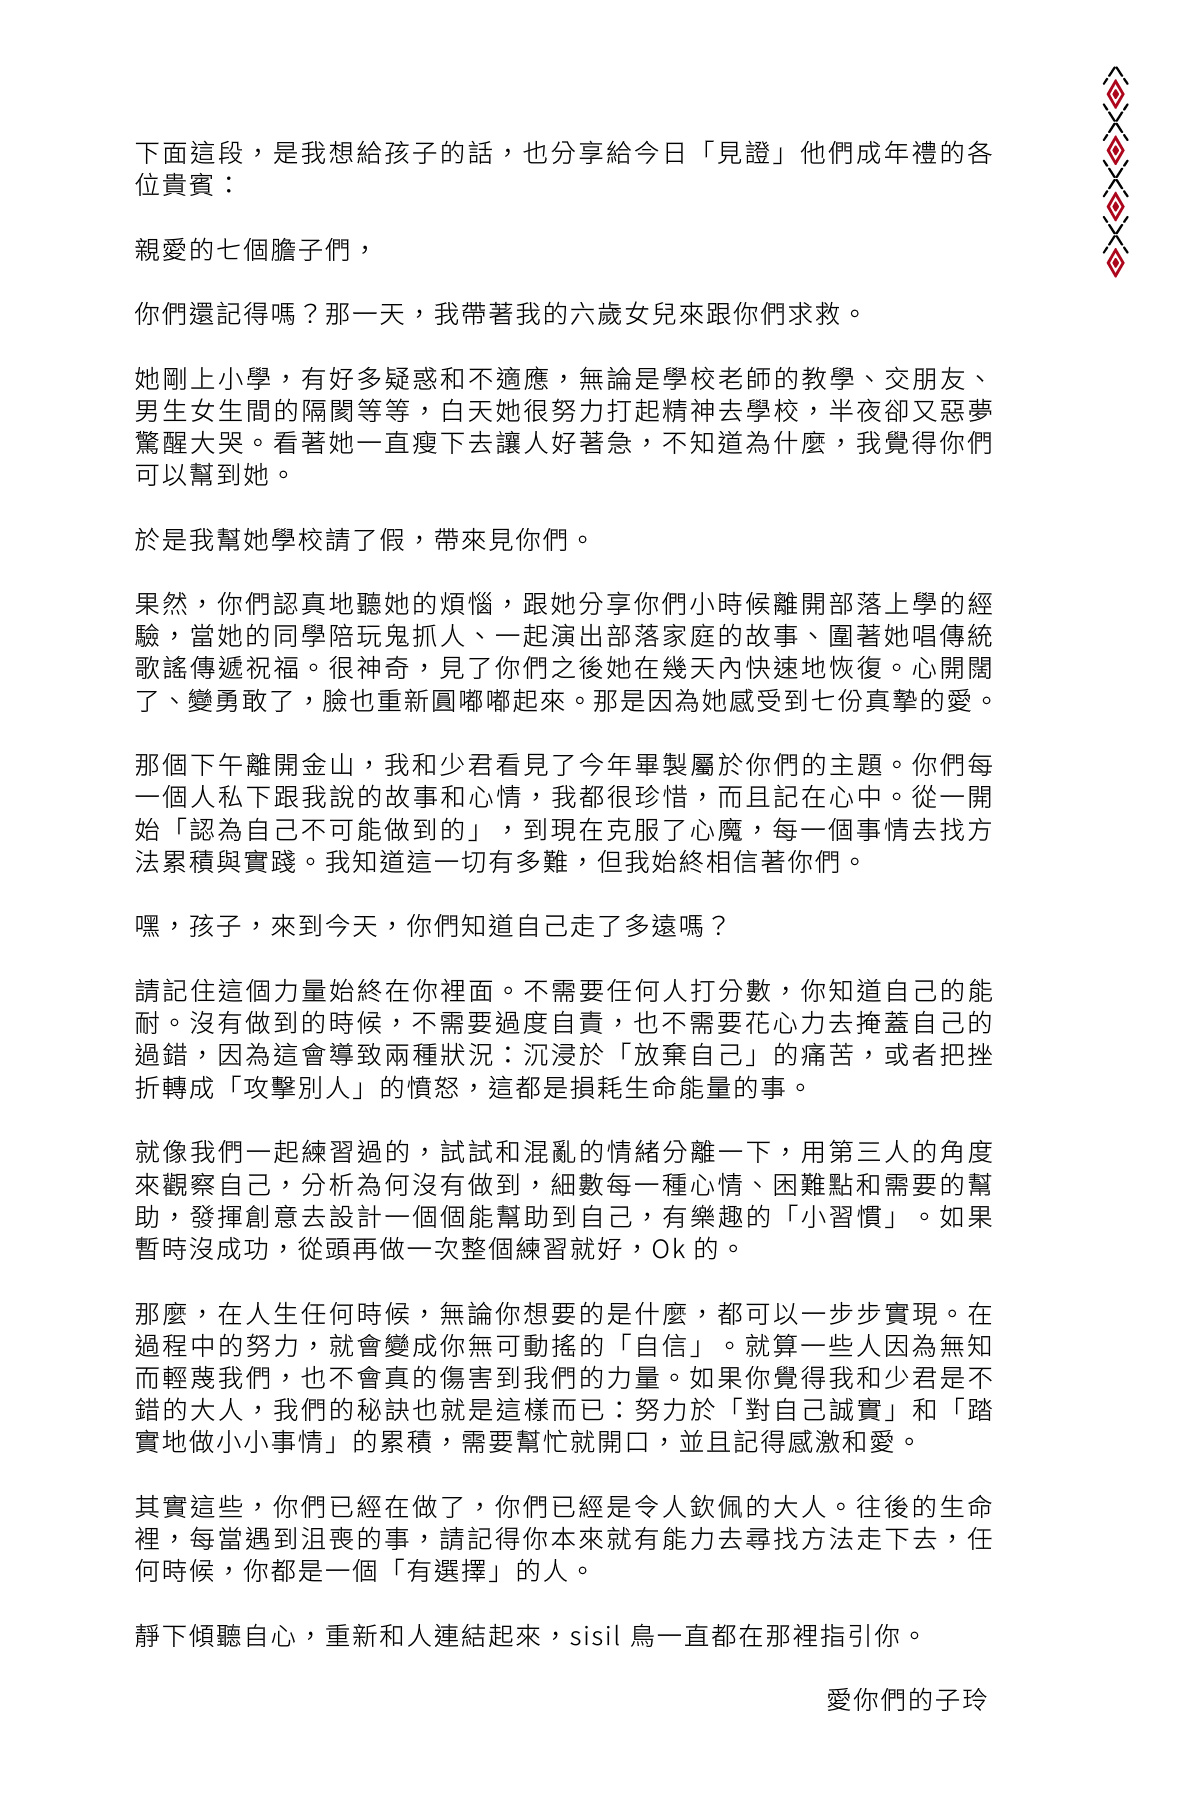 下面這段，是我想給孩子的話，也分享給今日「見證」他們成年禮的各
位貴賓：
親愛的七個膽子們，
你們還記得嗎？那一天，我帶著我的六歲女兒來跟你們求救。
她剛上小學，有好多疑惑和不適應，無論是學校老師的教學、交朋友、
男生女生間的隔閡等等，白天她很努力打起精神去學校，半夜卻又惡夢
驚醒大哭。看著她一直瘦下去讓人好著急，不知道為什麼，我覺得你們
可以幫到她。
於是我幫她學校請了假，帶來見你們。
果然，你們認真地聽她的煩惱，跟她分享你們小時候離開部落上學的經
驗，當她的同學陪玩鬼抓人、一起演出部落家庭的故事、圍著她唱傳統
歌謠傳遞祝福。很神奇，見了你們之後她在幾天內快速地恢復。心開闊
了、變勇敢了，臉也重新圓嘟嘟起來。那是因為她感受到七份真摯的愛。
那個下午離開金山，我和少君看見了今年畢製屬於你們的主題。你們每
一個人私下跟我說的故事和心情，我都很珍惜，而且記在心中。從一開
始「認為自己不可能做到的」，到現在克服了心魔，每一個事情去找方
法累積與實踐。我知道這一切有多難，但我始終相信著你們。
嘿，孩子，來到今天，你們知道自己走了多遠嗎？
請記住這個力量始終在你裡面。不需要任何人打分數，你知道自己的能
耐。沒有做到的時候，不需要過度自責，也不需要花心力去掩蓋自己的
過錯，因為這會導致兩種狀況：沉浸於「放棄自己」的痛苦，或者把挫
折轉成「攻擊別人」的憤怒，這都是損耗生命能量的事。
就像我們一起練習過的，試試和混亂的情緒分離一下，用第三人的角度
來觀察自己，分析為何沒有做到，細數每一種心情、困難點和需要的幫
助，發揮創意去設計一個個能幫助到自己，有樂趣的「小習慣」。如果
暫時沒成功，從頭再做一次整個練習就好，Ok 的。
那麼，在人生任何時候，無論你想要的是什麼，都可以一步步實現。在
過程中的努力，就會變成你無可動搖的「自信」。就算一些人因為無知
而輕蔑我們，也不會真的傷害到我們的力量。如果你覺得我和少君是不
錯的大人，我們的秘訣也就是這樣而已：努力於「對自己誠實」和「踏
實地做小小事情」的累積，需要幫忙就開口，並且記得感激和愛。
其實這些，你們已經在做了，你們已經是令人欽佩的大人。往後的生命
裡，每當遇到沮喪的事，請記得你本來就有能力去尋找方法走下去，任
何時候，你都是一個「有選擇」的人。
靜下傾聽自心，重新和人連結起來，sisil 鳥一直都在那裡指引你。
愛你們的子玲